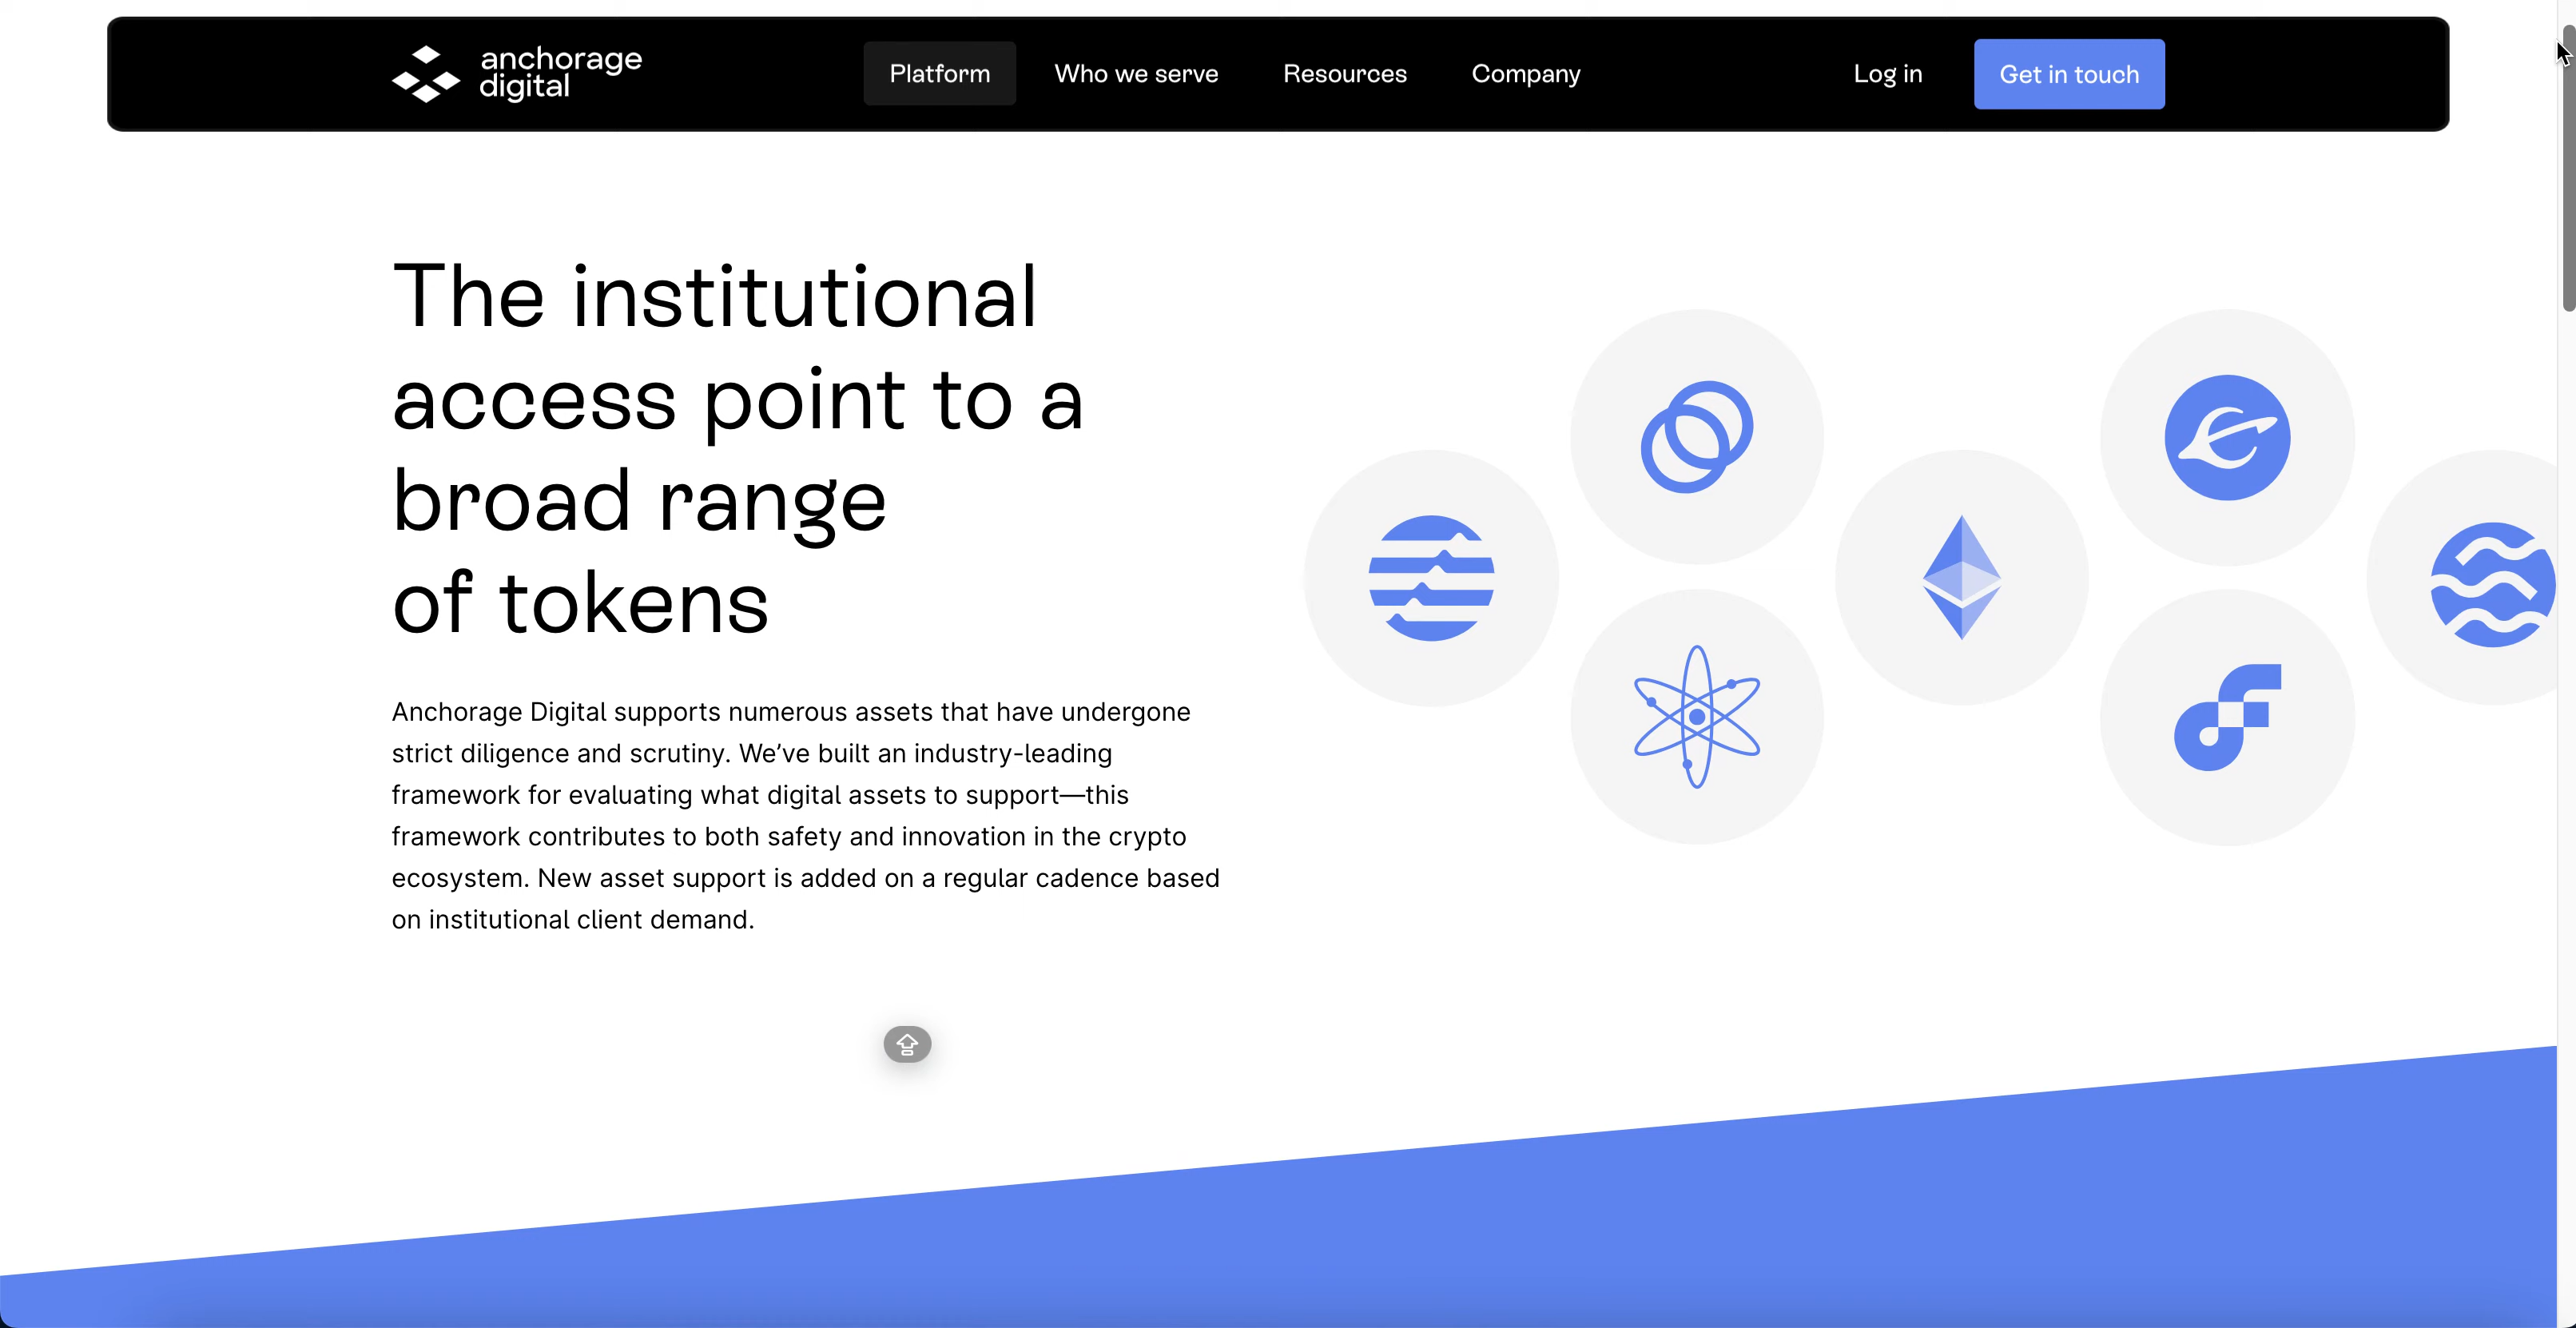 anchorage
digital
Platform
Who we serve
Resources
Company
Log in
Get in touch
The institutional
access point to a
broad range
of tokens
Anchorage Digital supports numerous assets that have undergone
strict diligence and scrutiny. We’ve built an industry-leading
framework for evaluating what digital assets to support—this
framework contributes to both safety and innovation in the crypto
ecosystem. New asset support is added on a regular cadence based
on institutional client demand.